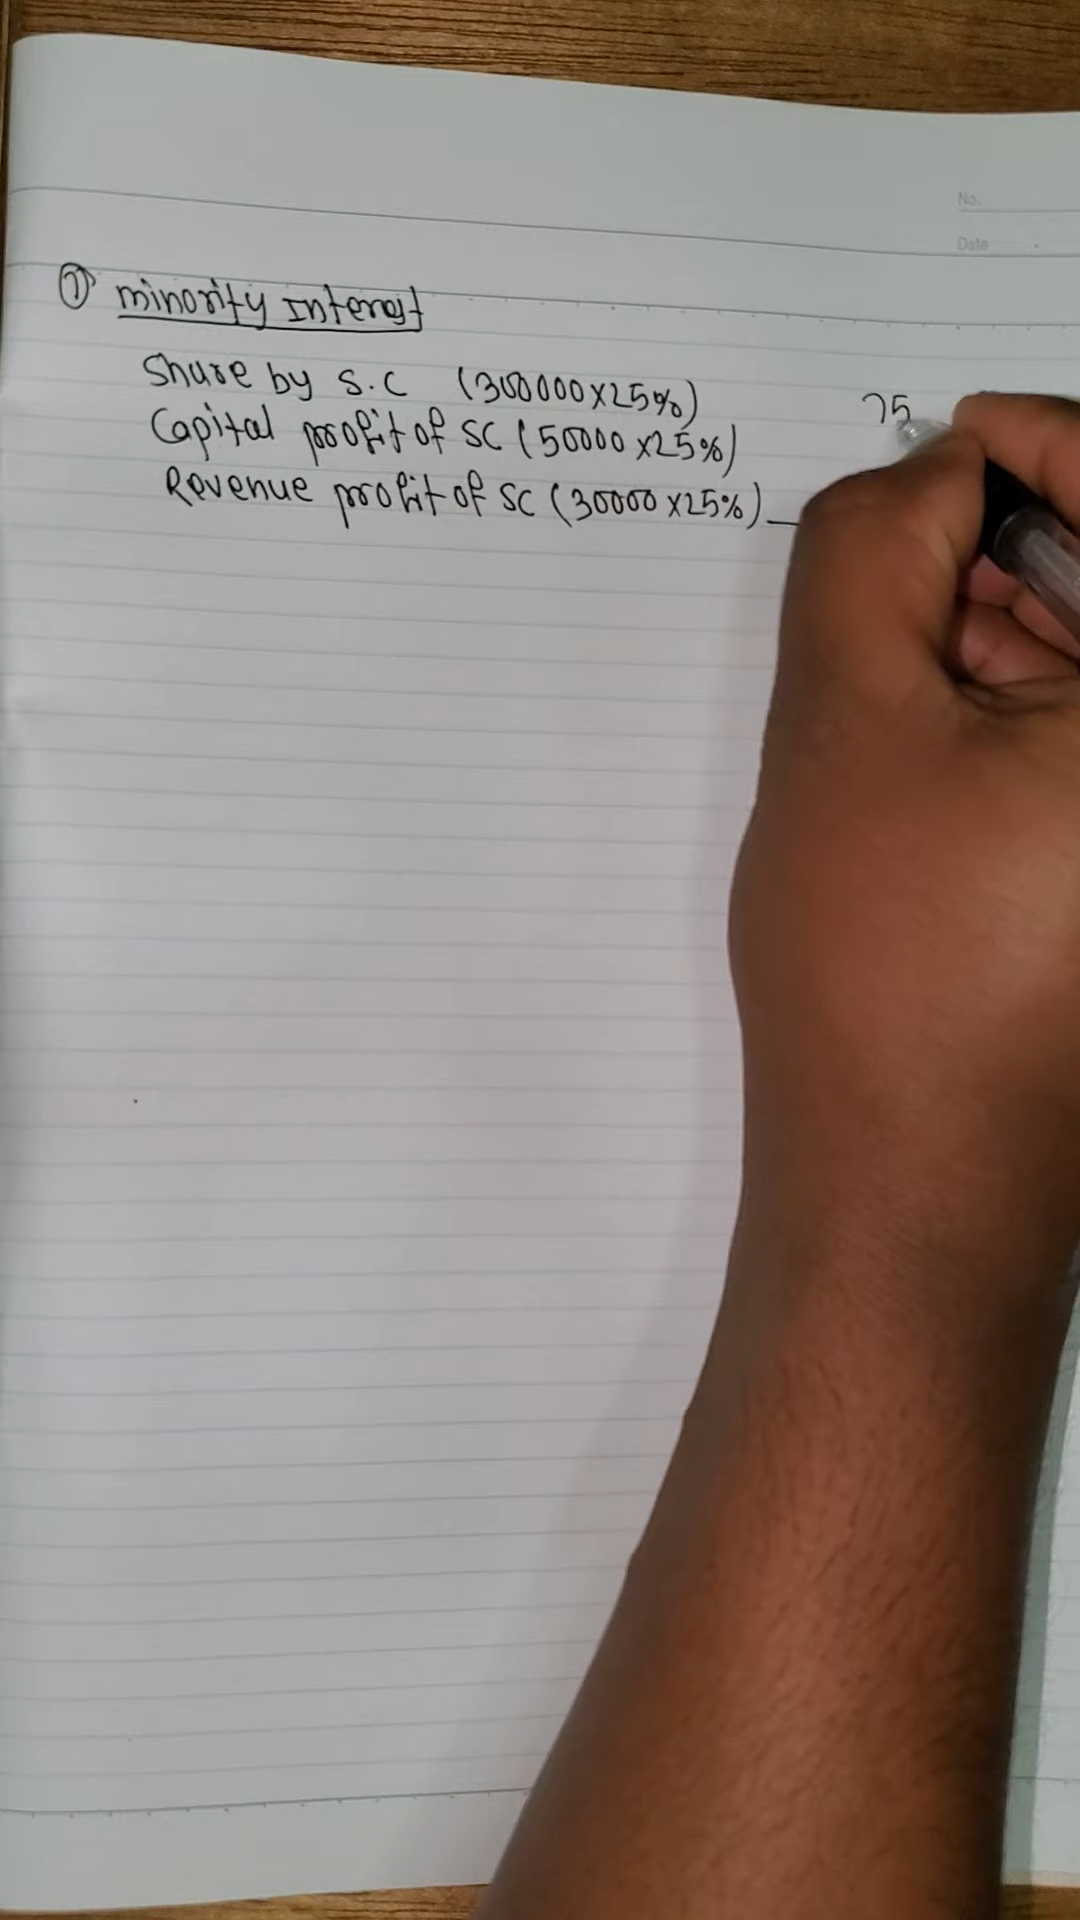 No.
Date
① minority Interest
Share by S.C (300000×25%) 75
Capital profit of SC (50000×25%)
Revenue profit of SC (30000×25%)